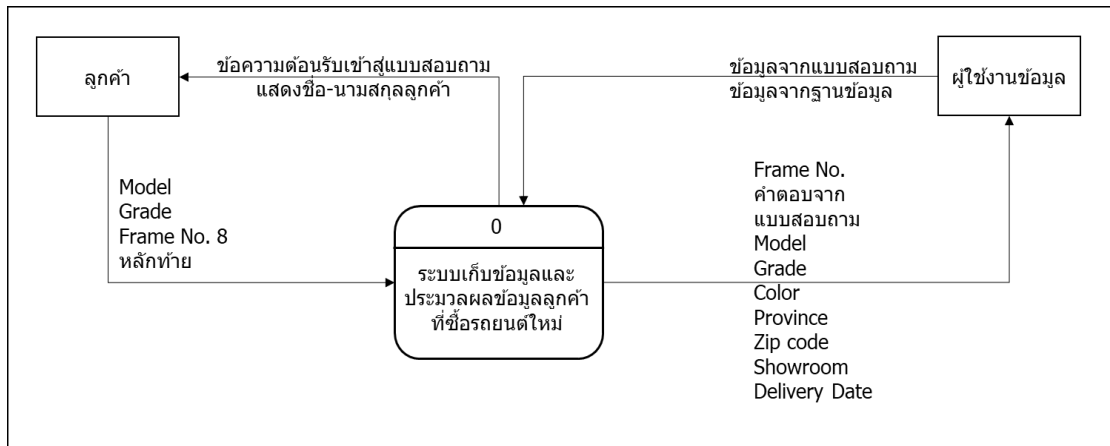 ลูกค้า
ข้อความต้อนรับเข้าสู่แบบสอบถาม
แสดงชื่อ-นามสกุลลูกค้า
ข้อมูลจากแบบสอบถาม
ข้อมูลจากฐานข้อมูล
ผู้ใช้งานข้อมูล
Model
Grade
Frame No. 8
หลักท้าย
0
ระบบเก็บข้อมูลและ
ประมวลผลข้อมูลลูกค้า
ที่ซื้อรถยนต์ใหม่
Frame No.
คำตอบจาก
แบบสอบถาม
Model
Grade
Color
Province
Zip code
Showroom
Delivery Date